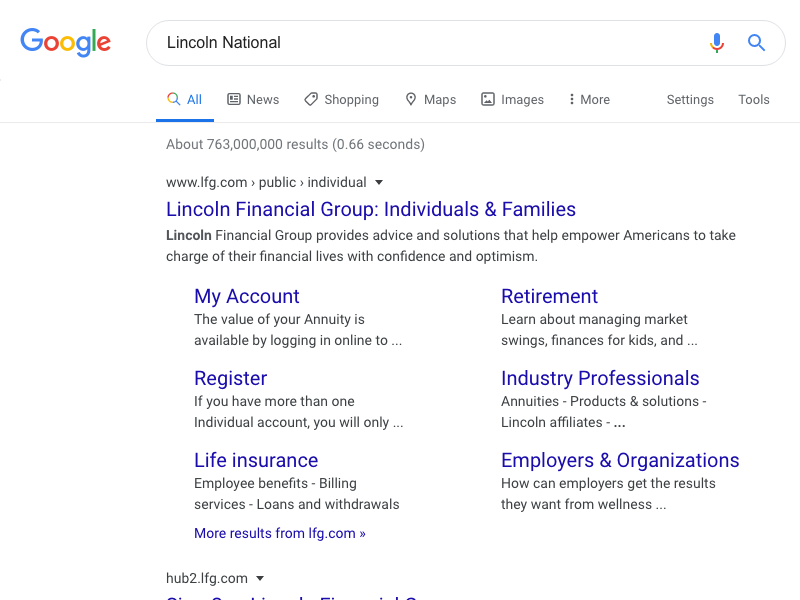 Google
Lincoln National
All News Shopping Maps Images More Settings Tools
About 763,000,000 results (0.66 seconds)
www.lfg.com › public › individual
Lincoln Financial Group: Individuals & Families
Lincoln Financial Group provides advice and solutions that help empower Americans to take
charge of their financial lives with confidence and optimism.
My Account
The value of your Annuity is
available by logging in online to ...
Retirement
Learn about managing market
swings, finances for kids, and ...
Register
If you have more than one
Individual account, you will only ...
Industry Professionals
Annuities - Products & solutions -
Lincoln affiliates - ...
Life insurance
Employee benefits - Billing
services - Loans and withdrawals
Employers & Organizations
How can employers get the results
they want from wellness ...
More results from lfg.com »
hub2.lfg.com